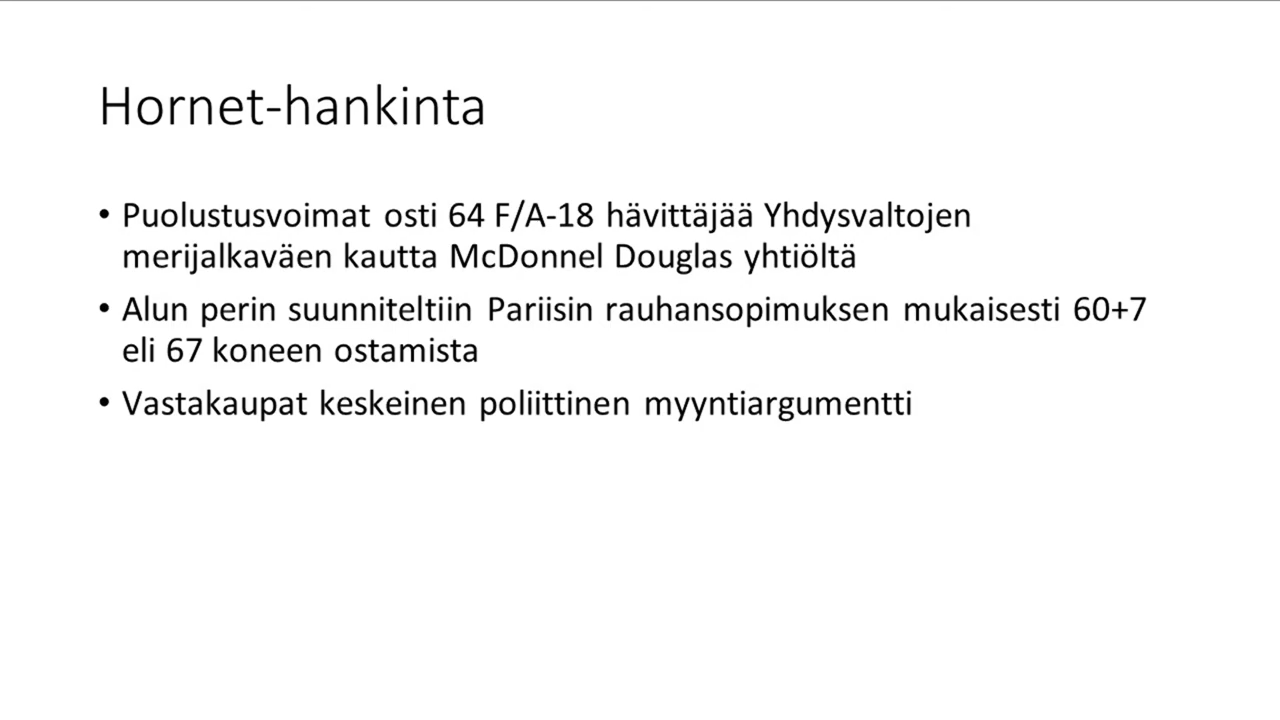 Hornet-hankinta
• Puolustusvoimat osti 64 F/A-18 hävittäjää Yhdysvaltojen
merijalkaväen kautta McDonnel Douglas yhtiöltä
• Alun perin suunniteltiin Pariisin rauhansopimuksen mukaisesti 60+7
eli 67 koneen ostamista
• Vastakaupat keskeinen poliittinen myyntiargumentti